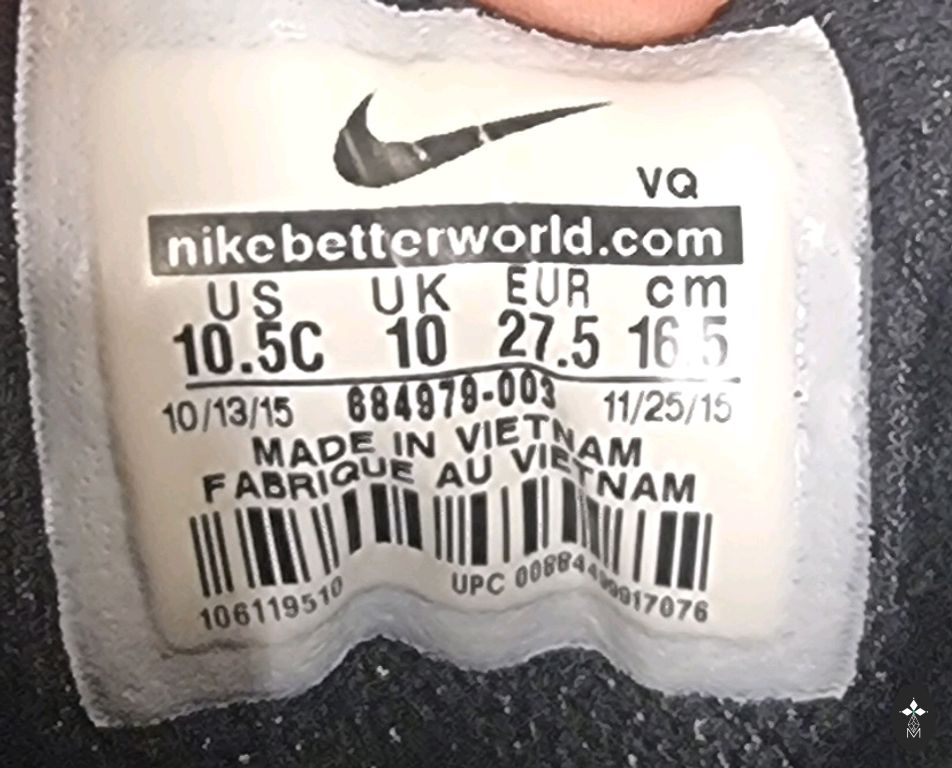 VQ
nikebetterworld.com
US UK EUR cm
10.5C 10 27.5 16.5
10/13/15 684979-003 11/25/15
MADE IN VIETNAM
FABRIQUE AU VIETNAM
106119510 UPC
M